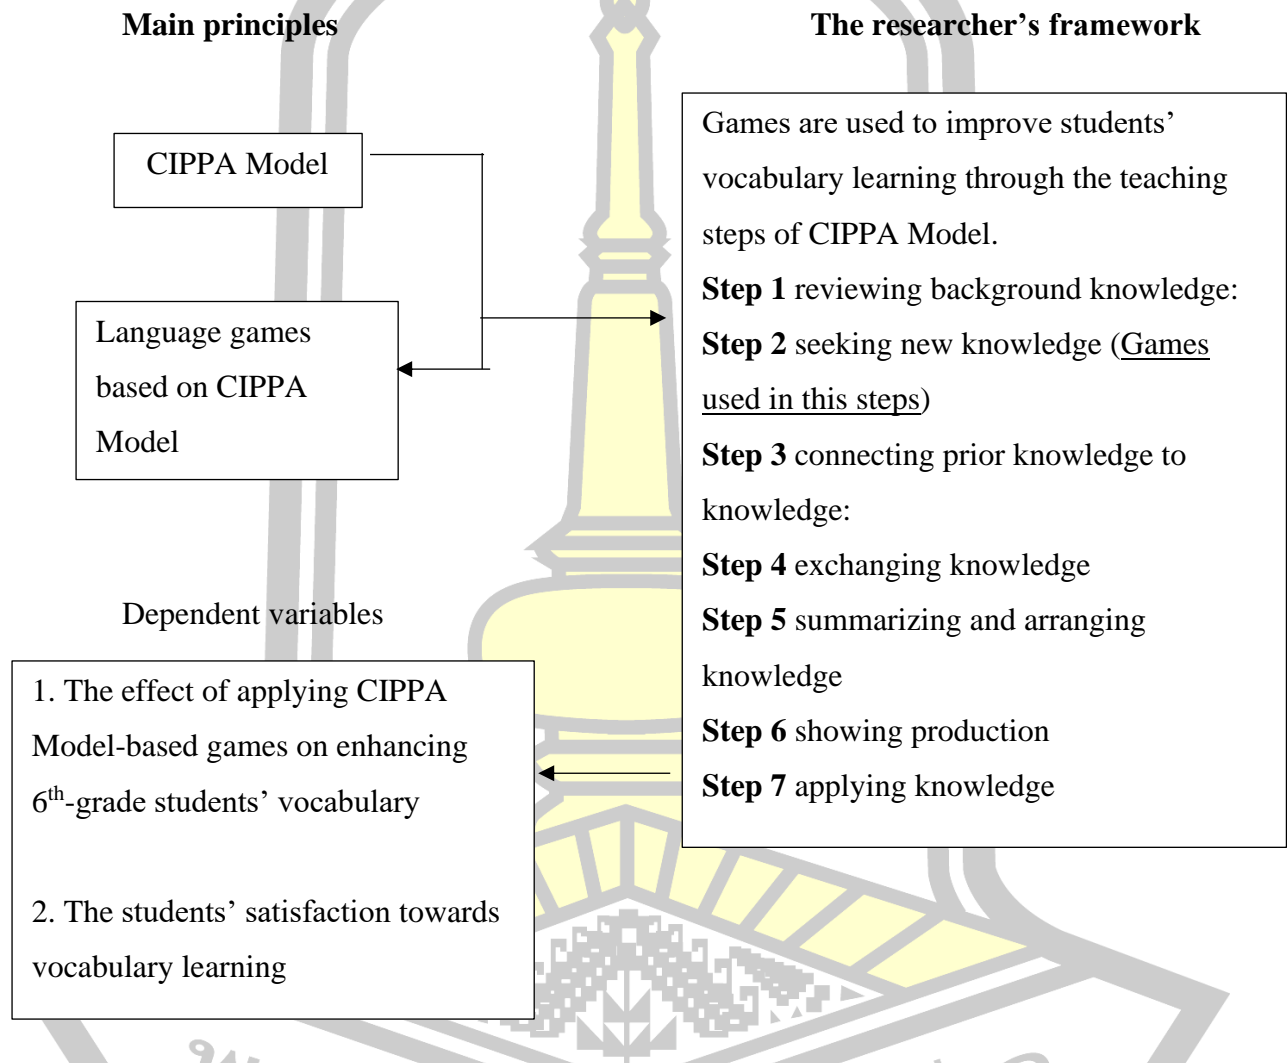 Main principles
The researcher’s framework
CIPPA Model
Language games
based on CIPPA
Model
Games are used to improve students’
vocabulary learning through the teaching
steps of CIPPA Model.
Step 1 reviewing background knowledge:
Step 2 seeking new knowledge (Games
used in this steps)
Step 3 connecting prior knowledge to
knowledge:
Step 4 exchanging knowledge
Step 5 summarizing and arranging
knowledge
Step 6 showing production
Step 7 applying knowledge
Dependent variables
1. The effect of applying CIPPA
Model-based games on enhancing
6th-grade students’ vocabulary
2. The students’ satisfaction towards
vocabulary learning